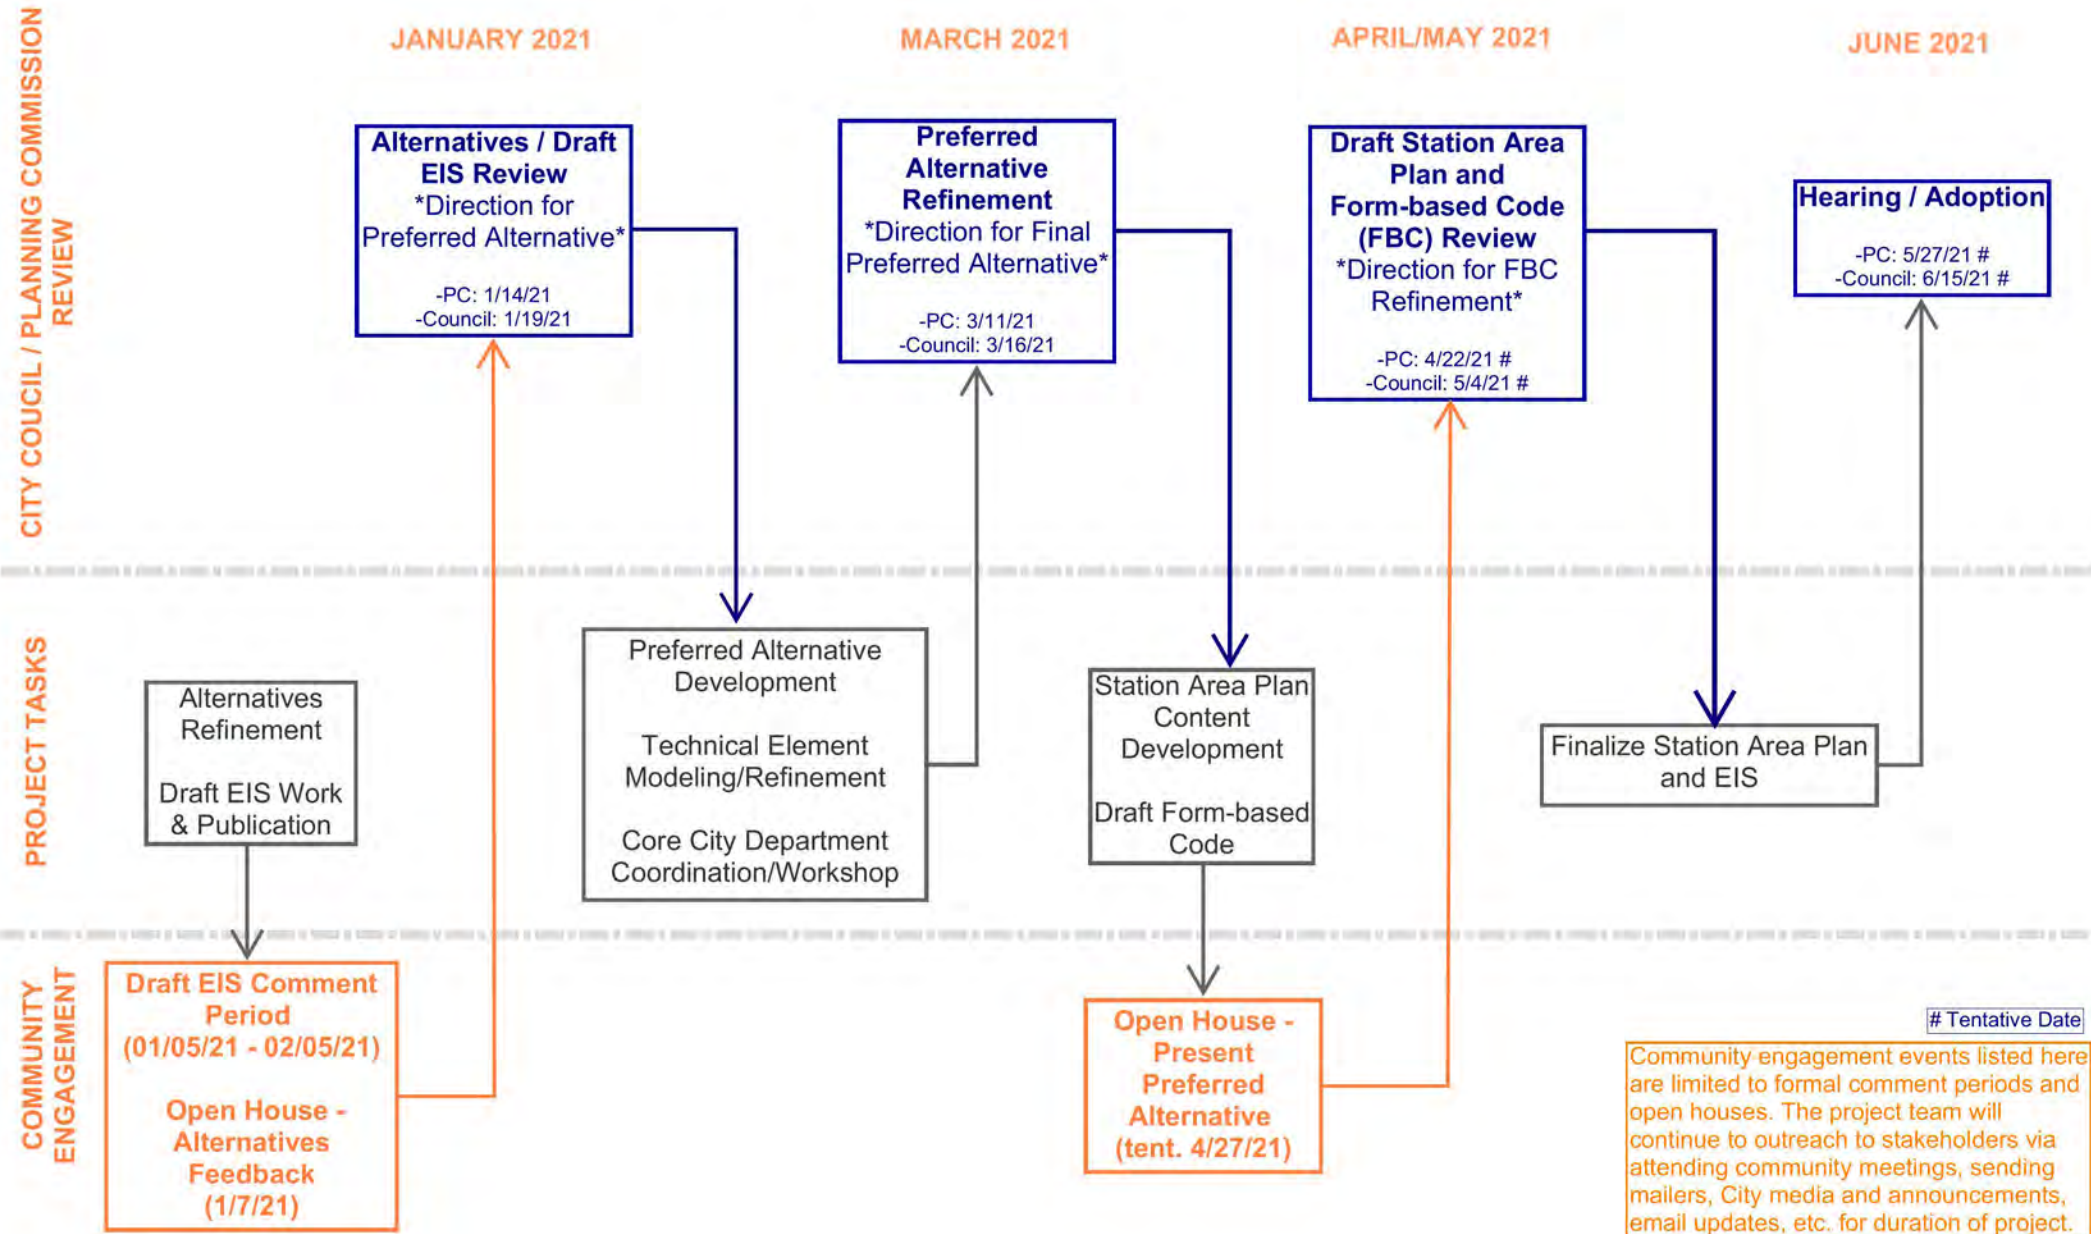 JANUARY 2021
MARCH 2021
APRIL/MAY 2021
JUNE 2021
CITY COUCIL / PLANNING COMMISSION
REVIEW
Alternatives / Draft
EIS Review
*Direction for
Preferred Alternative*
-PC: 1/14/21
-Council: 1/19/21
Preferred
Alternative
Refinement
*Direction for Final
Preferred Alternative*
-PC: 3/11/21
-Council: 3/16/21
Draft Station Area
Plan and
Form-based Code
(FBC) Review
*Direction for FBC
Refinement*
-PC: 4/22/21 #
-Council: 5/4/21 #
Hearing / Adoption
-PC: 5/27/21 #
-Council: 6/15/21 #
PROJECT TASKS
Alternatives
Refinement
Draft EIS Work
& Publication
Preferred Alternative
Development
Technical Element
Modeling/Refinement
Core City Department
Coordination/Workshop
Station Area Plan
Content
Development
Draft Form-based
Code
Finalize Station Area Plan
and EIS
COMMUNITY
ENGAGEMENT
Draft EIS Comment
Period
(01/05/21 - 02/05/21)
Open House -
Alternatives
Feedback
(1/7/21)
Open House -
Present
Preferred
Alternative
(tent. 4/27/21)
# Tentative Date
Community engagement events listed here
are limited to formal comment periods and
open houses. The project team will
continue to outreach to stakeholders via
attending community meetings, sending
mailers, City media and announcements,
email updates, etc. for duration of project.